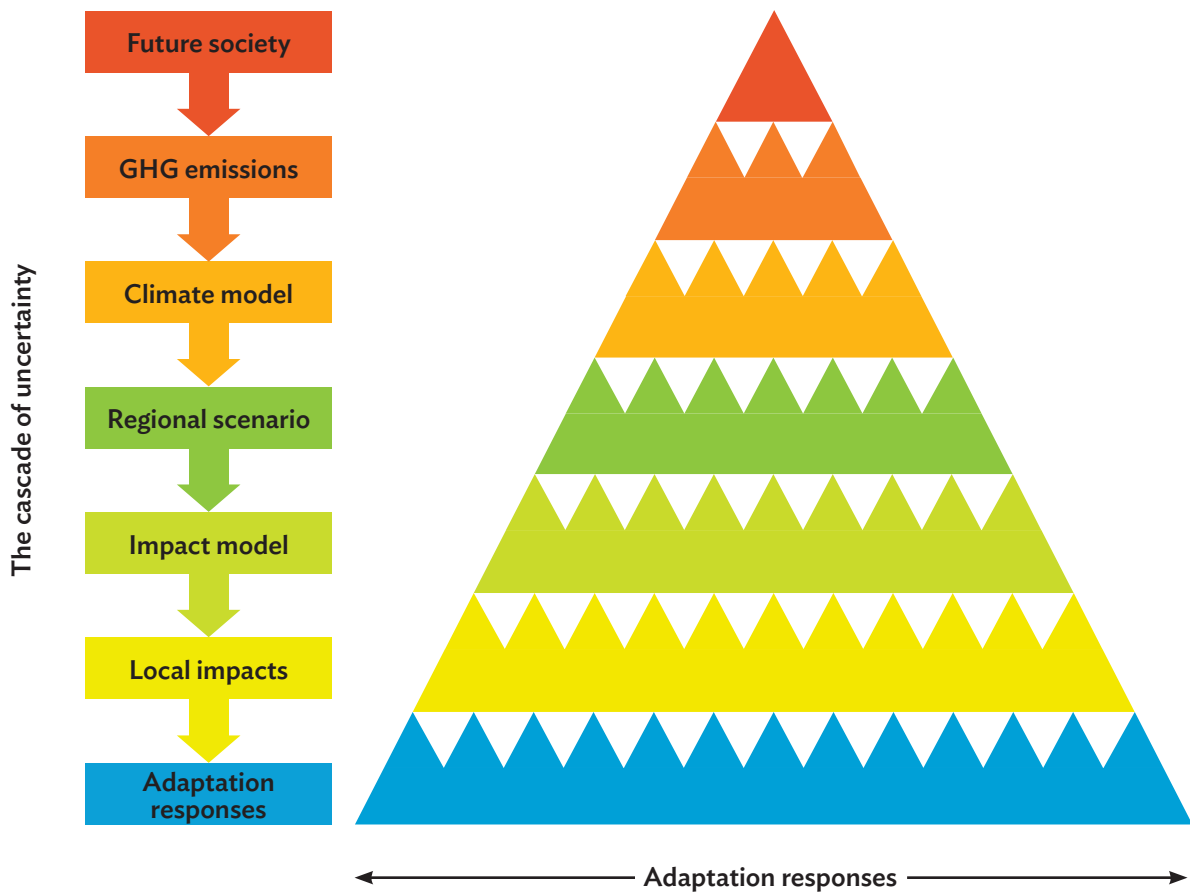 The cascade of uncertainty
Future society
GHG emissions
Climate model
Regional scenario
Impact model
Local impacts
Adaptation
responses
Adaptation responses